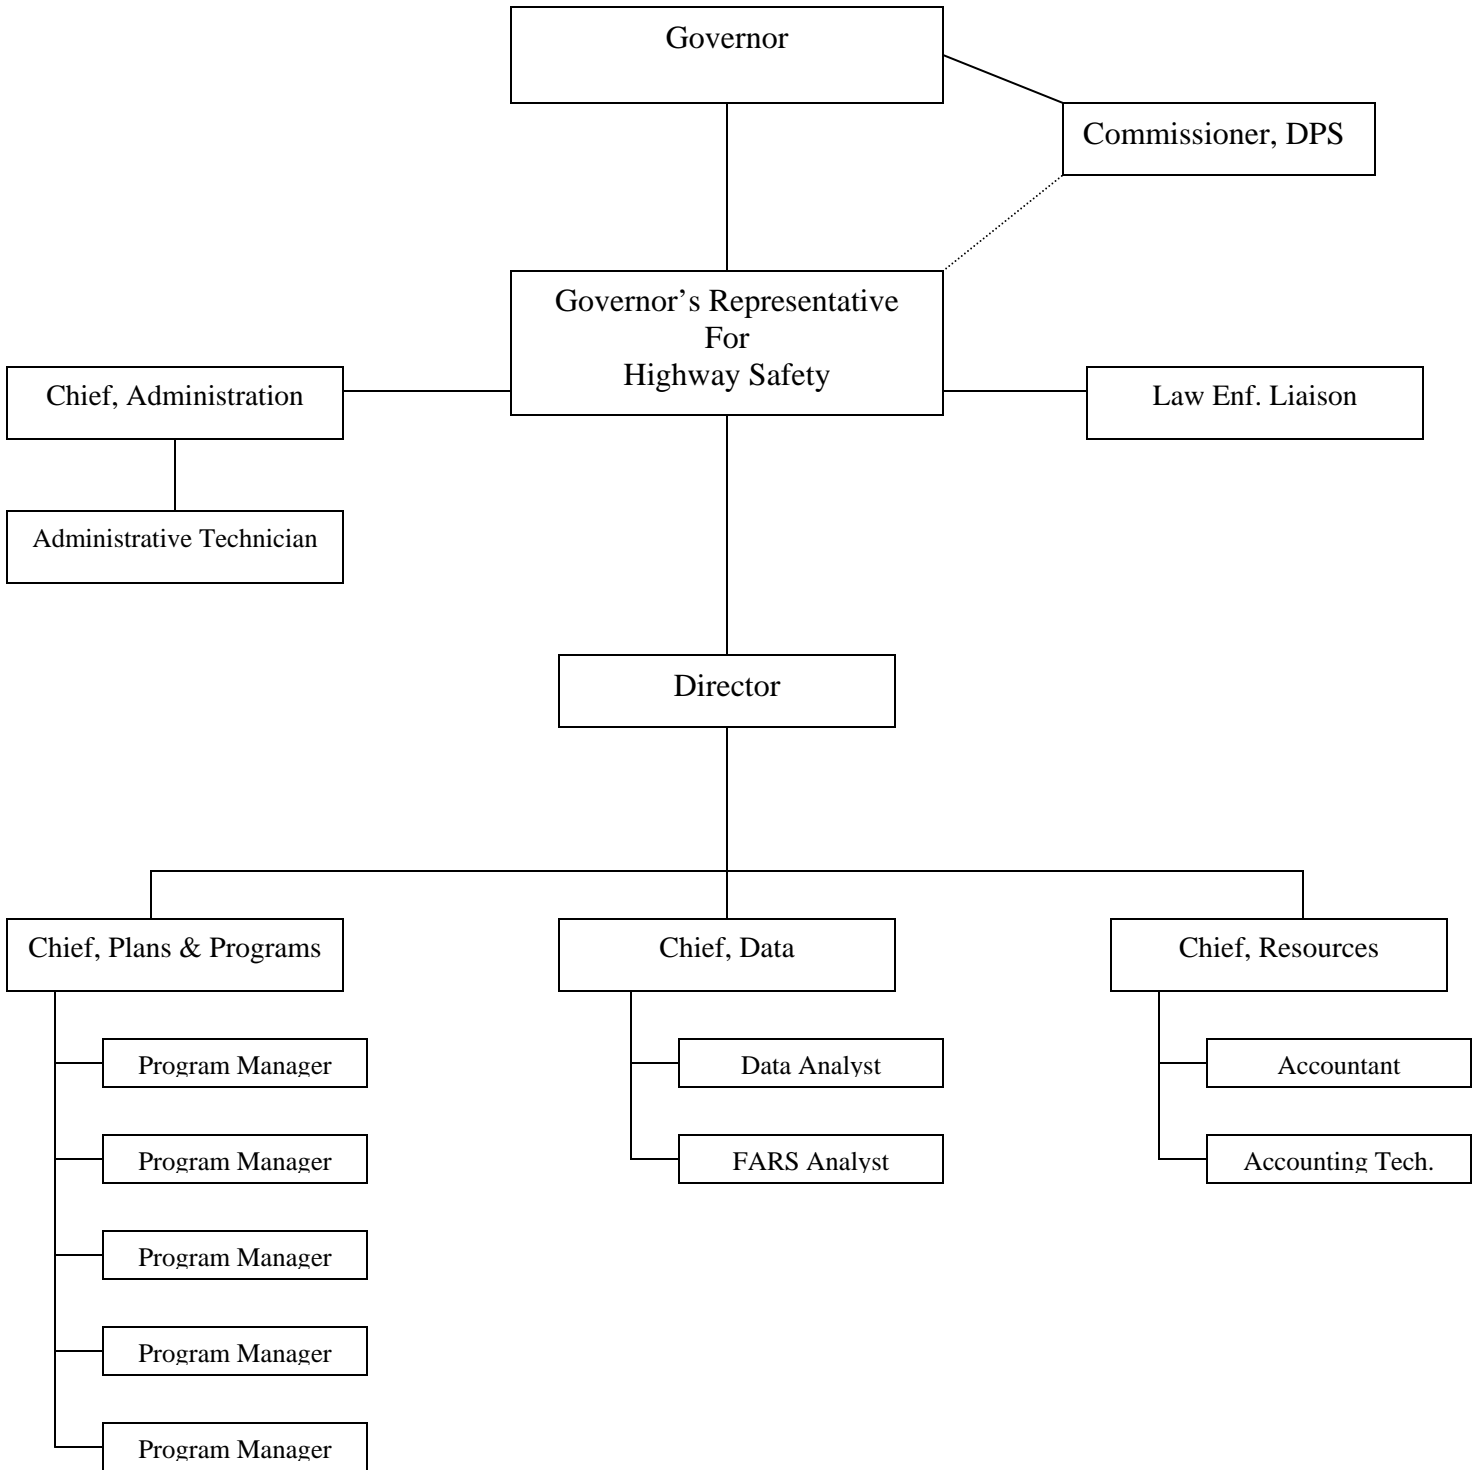 Governor
Commissioner, DPS
Governor’s Representative
For
Highway Safety
Chief, Administration
Law Enf. Liaison
Administrative Technician
Director
Chief, Plans & Programs
Chief, Data
Chief, Resources
Program Manager
Data Analyst
Accountant
Program Manager
FARS Analyst
Accounting Tech.
Program Manager
Program Manager
Program Manager